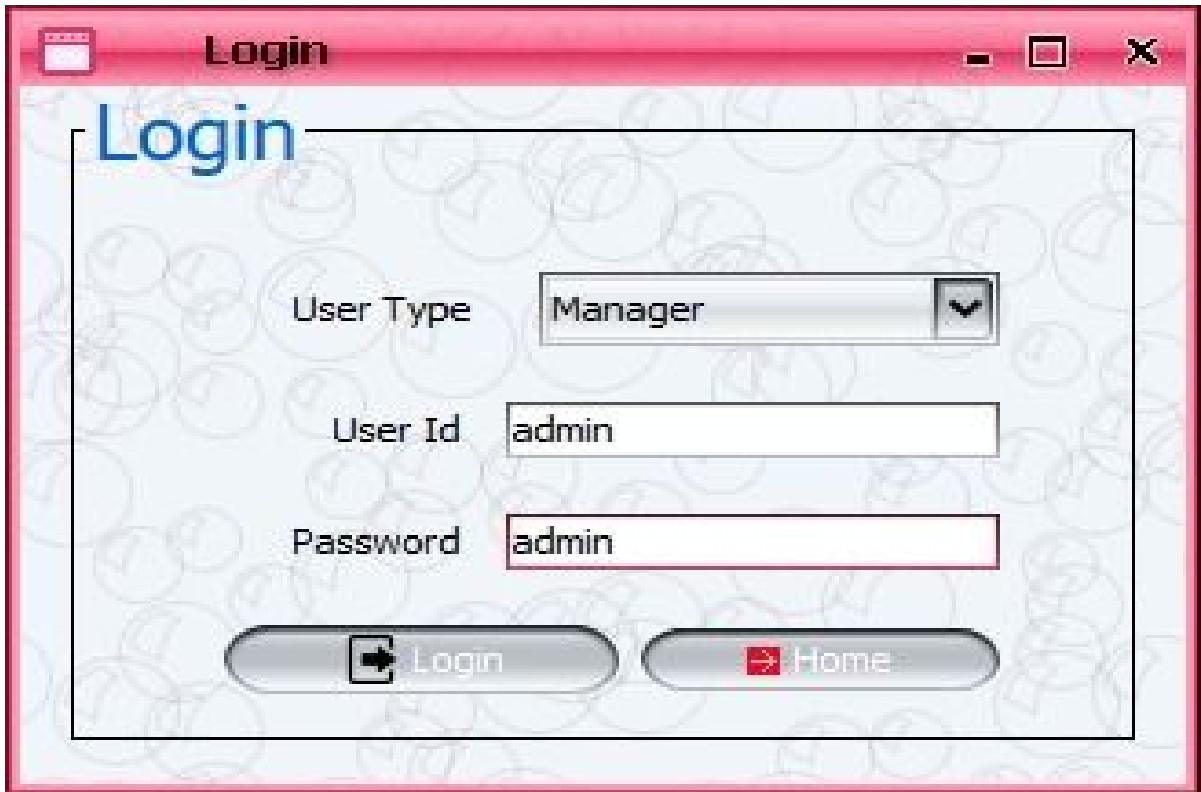 Login
Login
User Type Manager
User Id admin
Password admin
Login Home